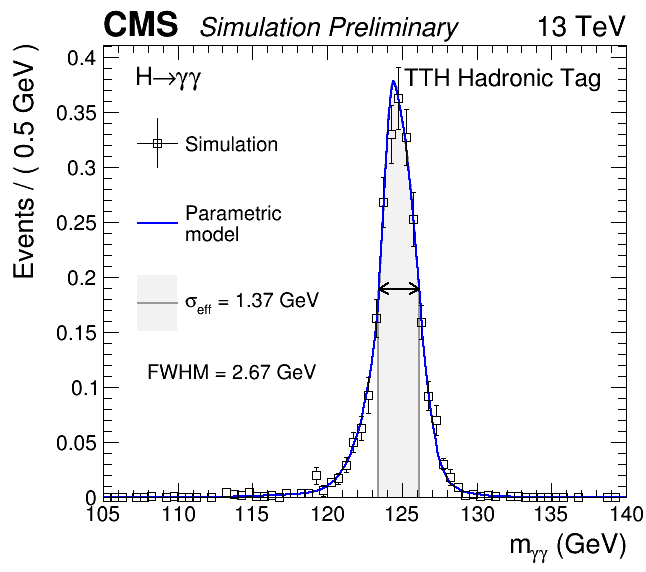 CMS Simulation Preliminary 13 TeV
H→γγ
TTH Hadronic Tag
Simulation
Parametric
model
σeff = 1.37 GeV
FWHM = 2.67 GeV
Events / ( 0.5 GeV )
0.4
0.35
0.3
0.25
0.2
0.15
0.1
0.05
0
105 110 115 120 125 130 135 140
mγγ (GeV)